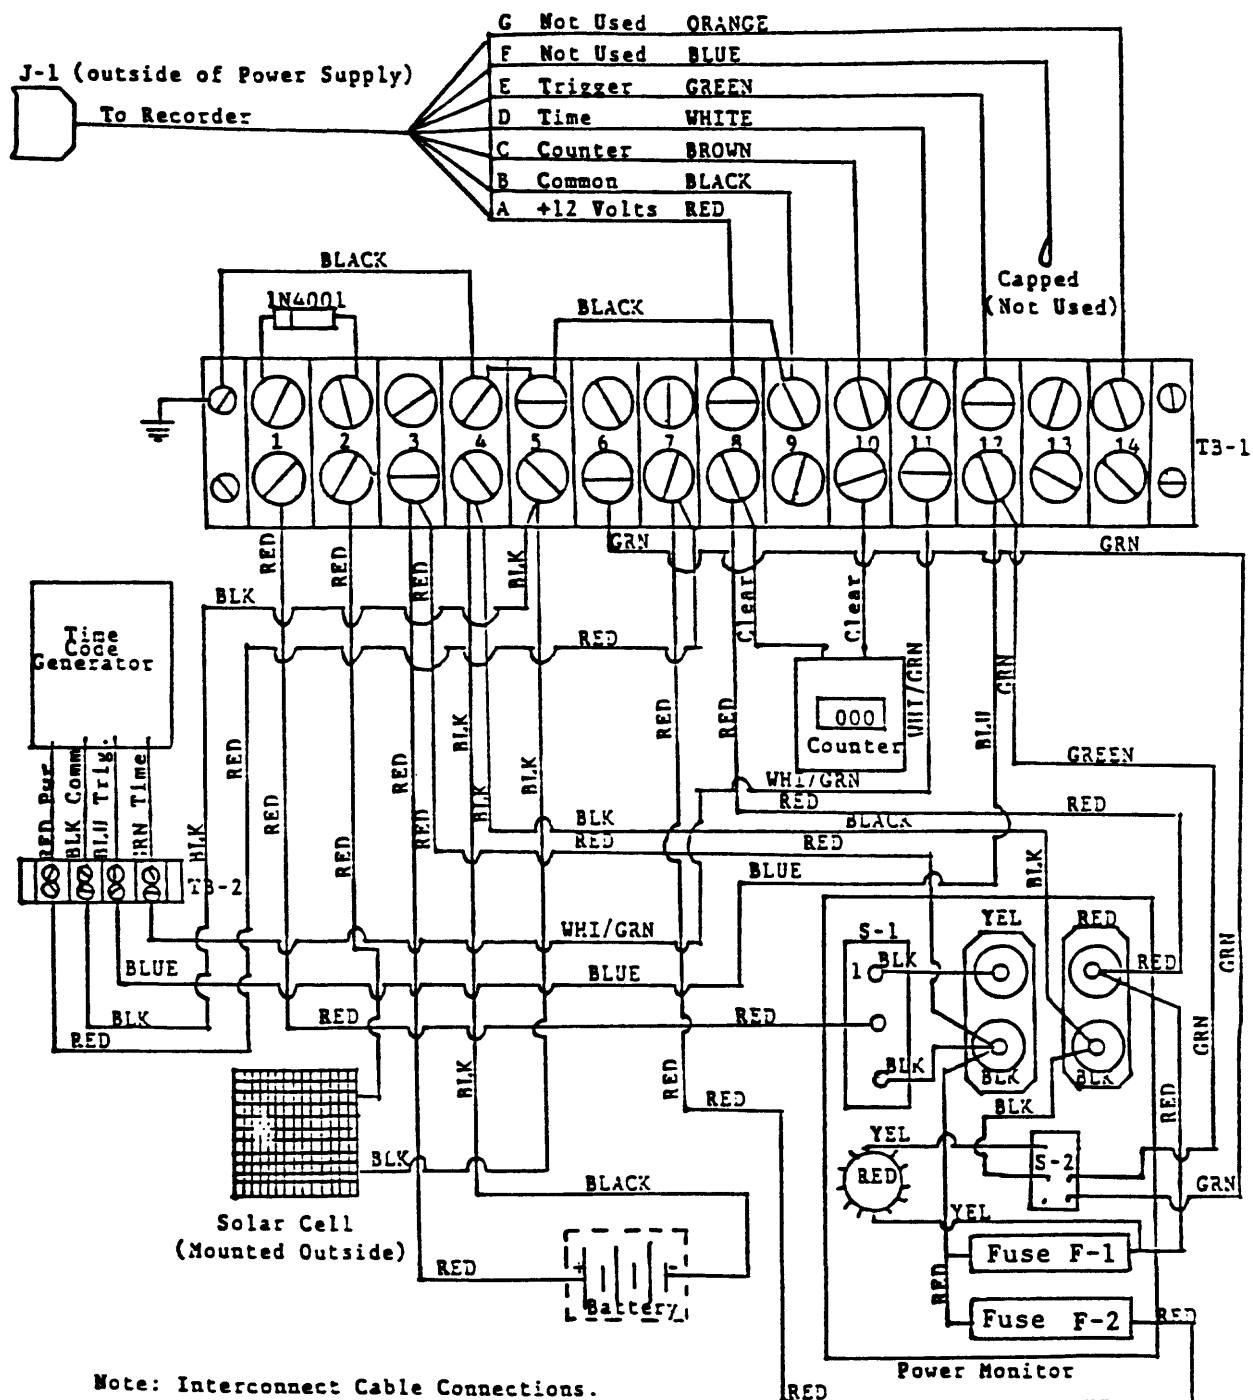 G Not Used ORANGE
F Not Used BLUE
J-1 (outside of Power Supply)
E Trigger GREEN
To Recorder
D Time WHITE
C Counter BROWN
B Common BLACK
A +12 Volts RED
BLACK
Capped
(Not Used)
1N4001
BLACK
1 2 3 4 5 6 7 8 9 10 11 12 13 14
TB-1
RED
RED
RED
BLK
GRN
GRN
BLK
Clear
Clear
Time
Code
Generator
RED
WHT/GRN
GRN
RED
RED
BLK
BLU
000
Counter
RED
RED
BLK
BLK
GREEN
RED Pwr
BLK Comm
BLU Trig.
Time
WHI/GRN
RED
RED
BLK
RED
RED
BLK
BLACK
RED
RED
RED
BLK
TB-2
BLUE
YEL
RED
WHI/GRN
S-1
1
BLK
RED
GRN
BLUE
BLUE
BLK
RED
RED
RED
GRN
BLK
RED
BLK
BLK
BLK
RED
RED
BLK
YEL
S-2
RED
BLK
BLACK
GRN
YEL
Solar Cell
(Mounted Outside)
Fuse F-1
RED
+ -
Battery
RED
Fuse F-2
RED
Power Monitor
Note: Interconnect Cable Connections.
RED